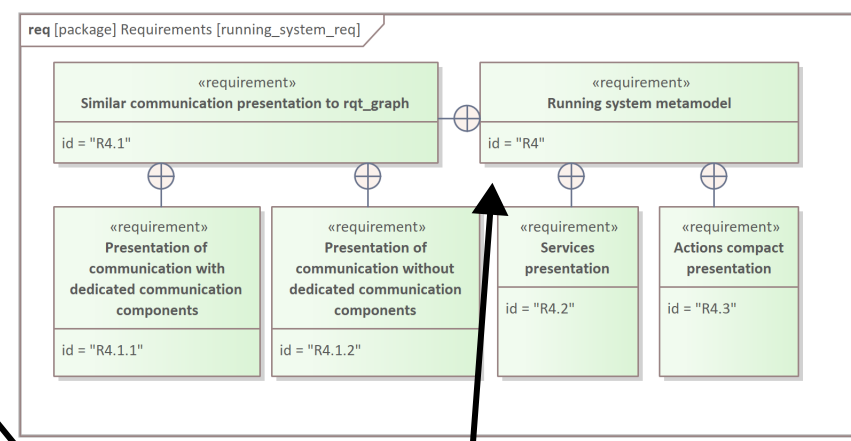 req [package] Requirements [running_system_req]
«requirement»
Similar communication presentation to rqt_graph
id = "R4.1"
«requirement»
Running system metamodel
id = "R4"
«requirement»
Presentation of
communication with
dedicated communication
components
id = "R4.1.1"
«requirement»
Presentation of
communication without
dedicated communication
components
id = "R4.1.2"
«requirement»
Services
presentation
id = "R4.2"
«requirement»
Actions compact
presentation
id = "R4.3"